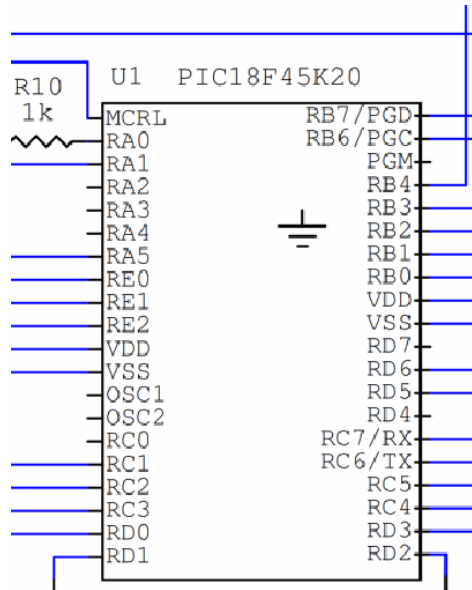 U1 PIC18F45K20
R10
1k
MCRL RB7/PGD
RA0 RB6/PGC
RA1 PGM
RA2 RB4
RA3 RB3
RA4 RB2
RA5 RB1
RE0 RB0
RE1 VDD
RE2 VSS
VDD RD7
VSS RD6
OSC1 RD5
OSC2 RD4
RC0 RC7/RX
RC1 RC6/TX
RC2 RC5
RC3 RC4
RD0 RD3
RD1 RD2